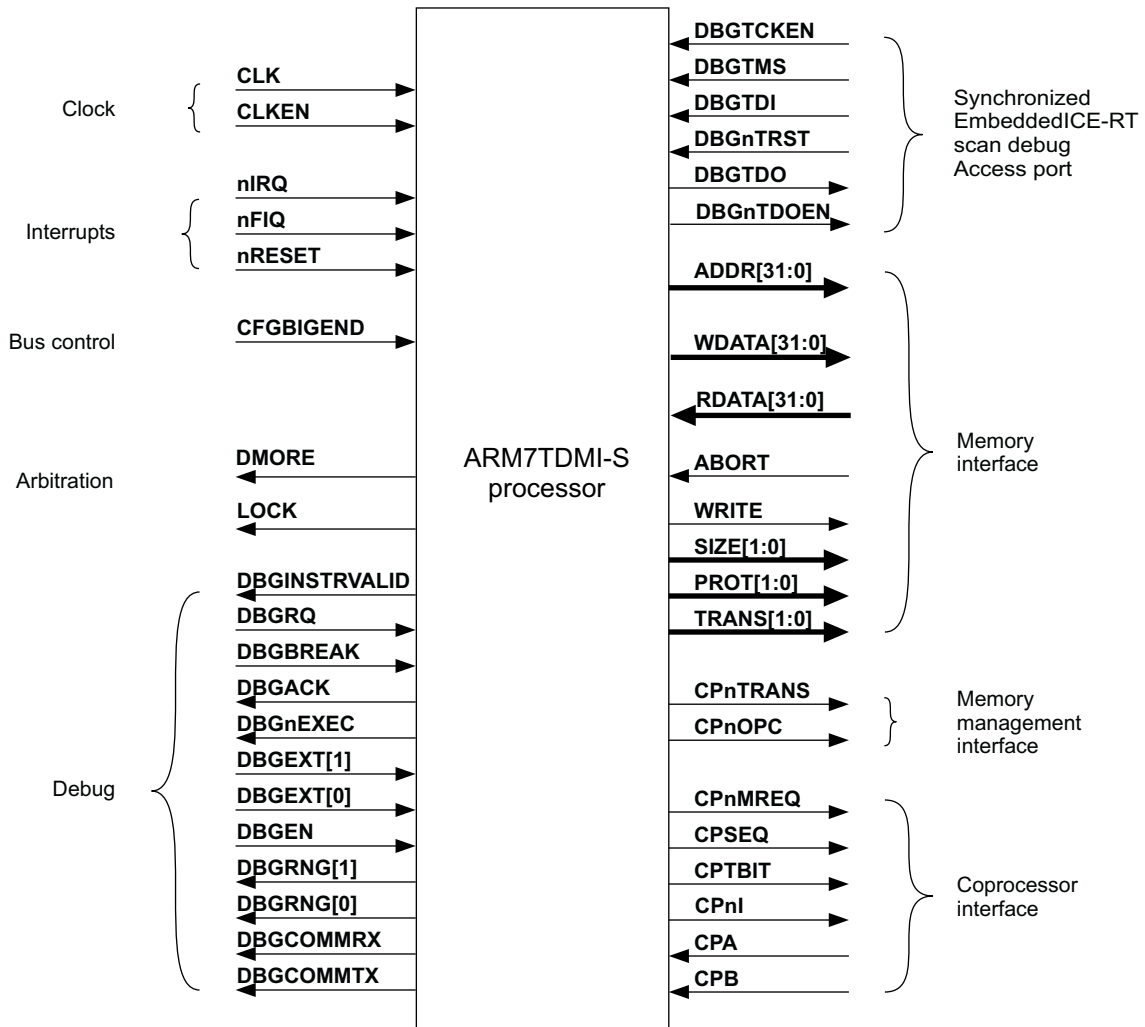 Clock
CLK
CLKEN
Interrupts
nIRQ
nFIQ
nRESET
Bus control
CFGBIGEND
Arbitration
DMORE
LOCK
Debug
DBGINSTRVALID
DBGRQ
DBGBREAK
DBGACK
DBGnEXEC
DBGEXT[1]
DBGEXT[0]
DBGEN
DBGRNG[1]
DBGRNG[0]
DBGCOMMRX
DBGCOMMTX
ARM7TDMI-S
processor
DBGTCKEN
DBGTMS
DBGTDI
DBGnTRST
DBGTDO
DBGnTDOEN
Synchronized
EmbeddedICE-RT
scan debug
Access port
ADDR[31:0]
WDATA[31:0]
RDATA[31:0]
ABORT
WRITE
SIZE[1:0]
PROT[1:0]
TRANS[1:0]
Memory
interface
CPnTRANS
CPnOPC
Memory
management
interface
CPnMREQ
CPSEQ
CPTBIT
CPnI
CPA
CPB
Coprocessor
interface